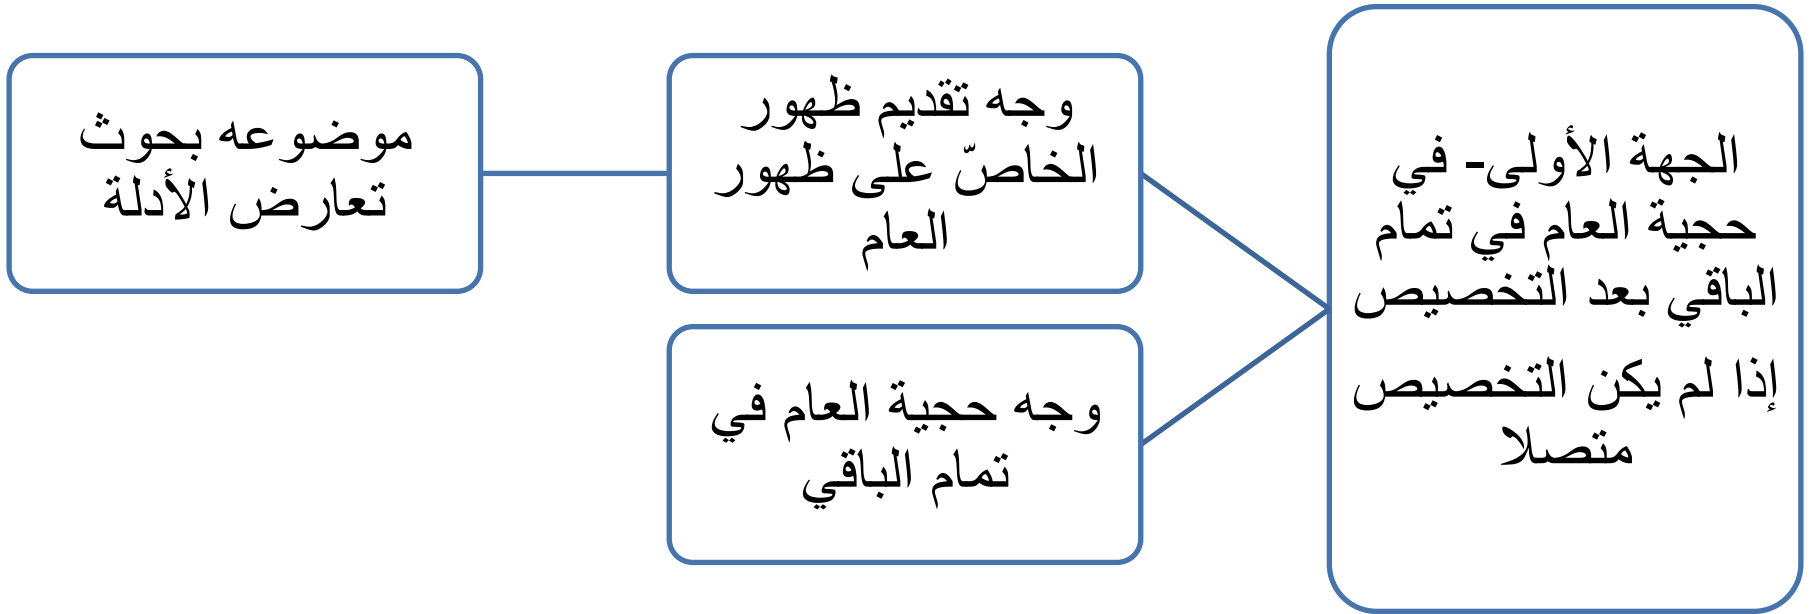 الجهة الأولى- في
حجية العام في تمام
الباقي بعد التخصيص
إذا لم يكن التخصيص
متصلا
وجه تقديم ظهور
الخاصّ على ظهور
العام
موضوعه بحوث
تعارض الأدلة
وجه حجية العام في
تمام الباقي